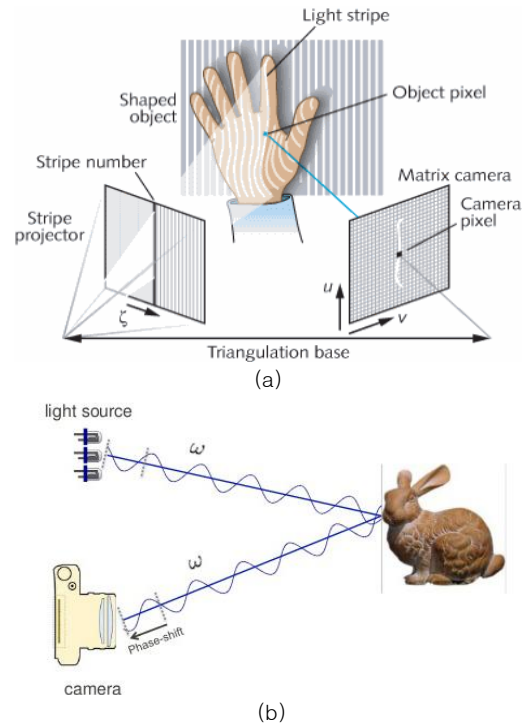 Light stripe
Shaped
object
Object pixel
Stripe number
Matrix camera
Stripe
projector
Camera
pixel
u
ζ
v
Triangulation base
(a)
light source
ω
ω
Phase-shift
camera
(b)